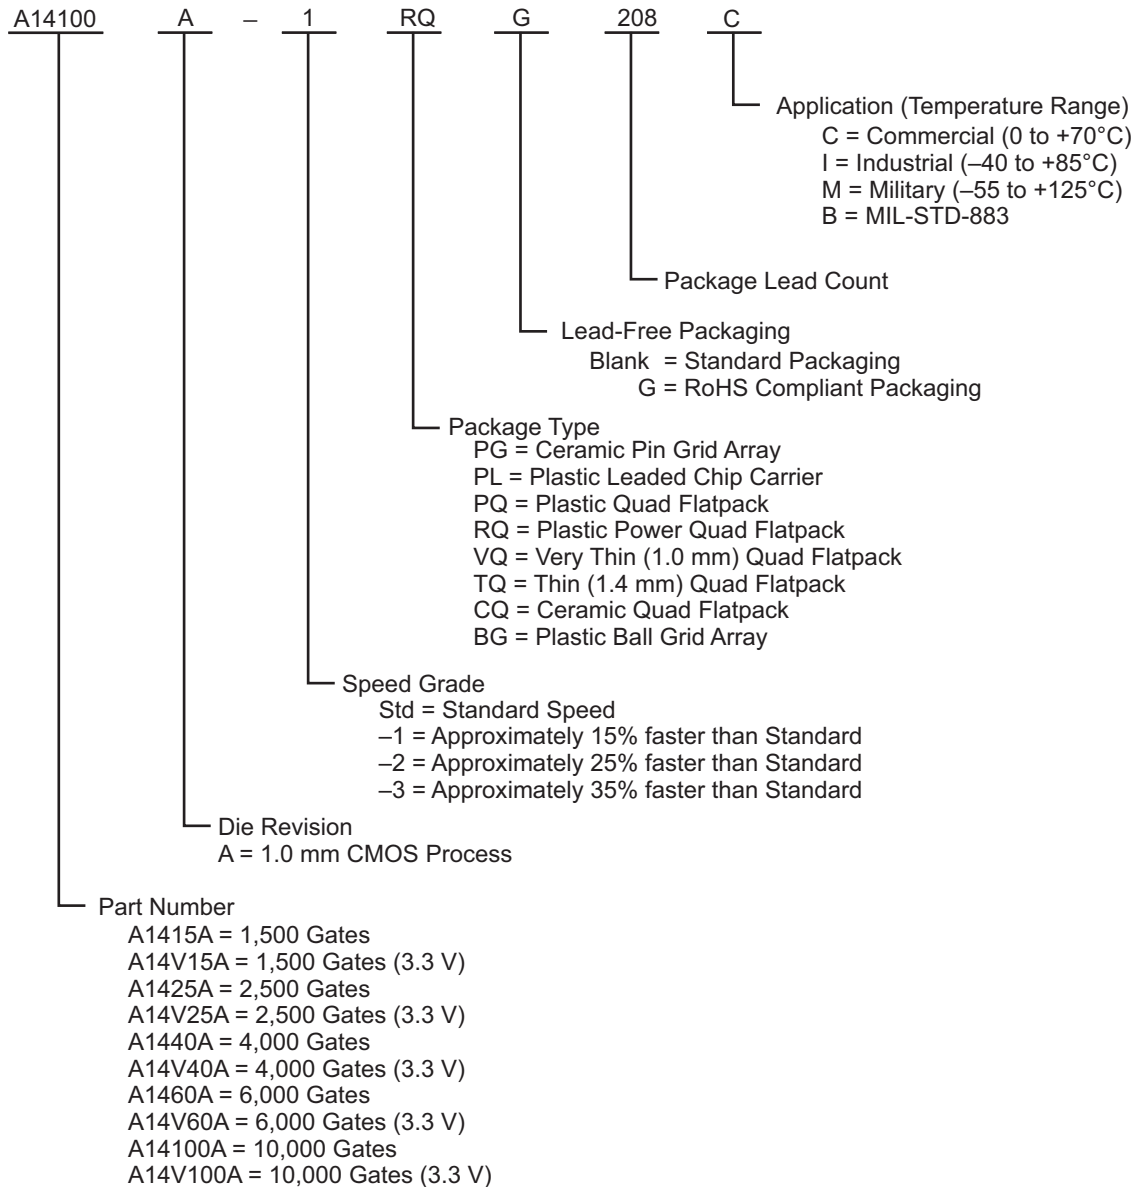 A14100 A – 1 RQ G 208 C
Application (Temperature Range)
C = Commercial (0 to +70°C)
I = Industrial (–40 to +85°C)
M = Military (–55 to +125°C)
B = MIL-STD-883
Package Lead Count
Lead-Free Packaging
Blank = Standard Packaging
G = RoHS Compliant Packaging
Package Type
PG = Ceramic Pin Grid Array
PL = Plastic Leaded Chip Carrier
PQ = Plastic Quad Flatpack
RQ = Plastic Power Quad Flatpack
VQ = Very Thin (1.0 mm) Quad Flatpack
TQ = Thin (1.4 mm) Quad Flatpack
CQ = Ceramic Quad Flatpack
BG = Plastic Ball Grid Array
Speed Grade
Std = Standard Speed
–1 = Approximately 15% faster than Standard
–2 = Approximately 25% faster than Standard
–3 = Approximately 35% faster than Standard
Die Revision
A = 1.0 mm CMOS Process
Part Number
A1415A = 1,500 Gates
A14V15A = 1,500 Gates (3.3 V)
A1425A = 2,500 Gates
A14V25A = 2,500 Gates (3.3 V)
A1440A = 4,000 Gates
A14V40A = 4,000 Gates (3.3 V)
A1460A = 6,000 Gates
A14V60A = 6,000 Gates (3.3 V)
A14100A = 10,000 Gates
A14V100A = 10,000 Gates (3.3 V)